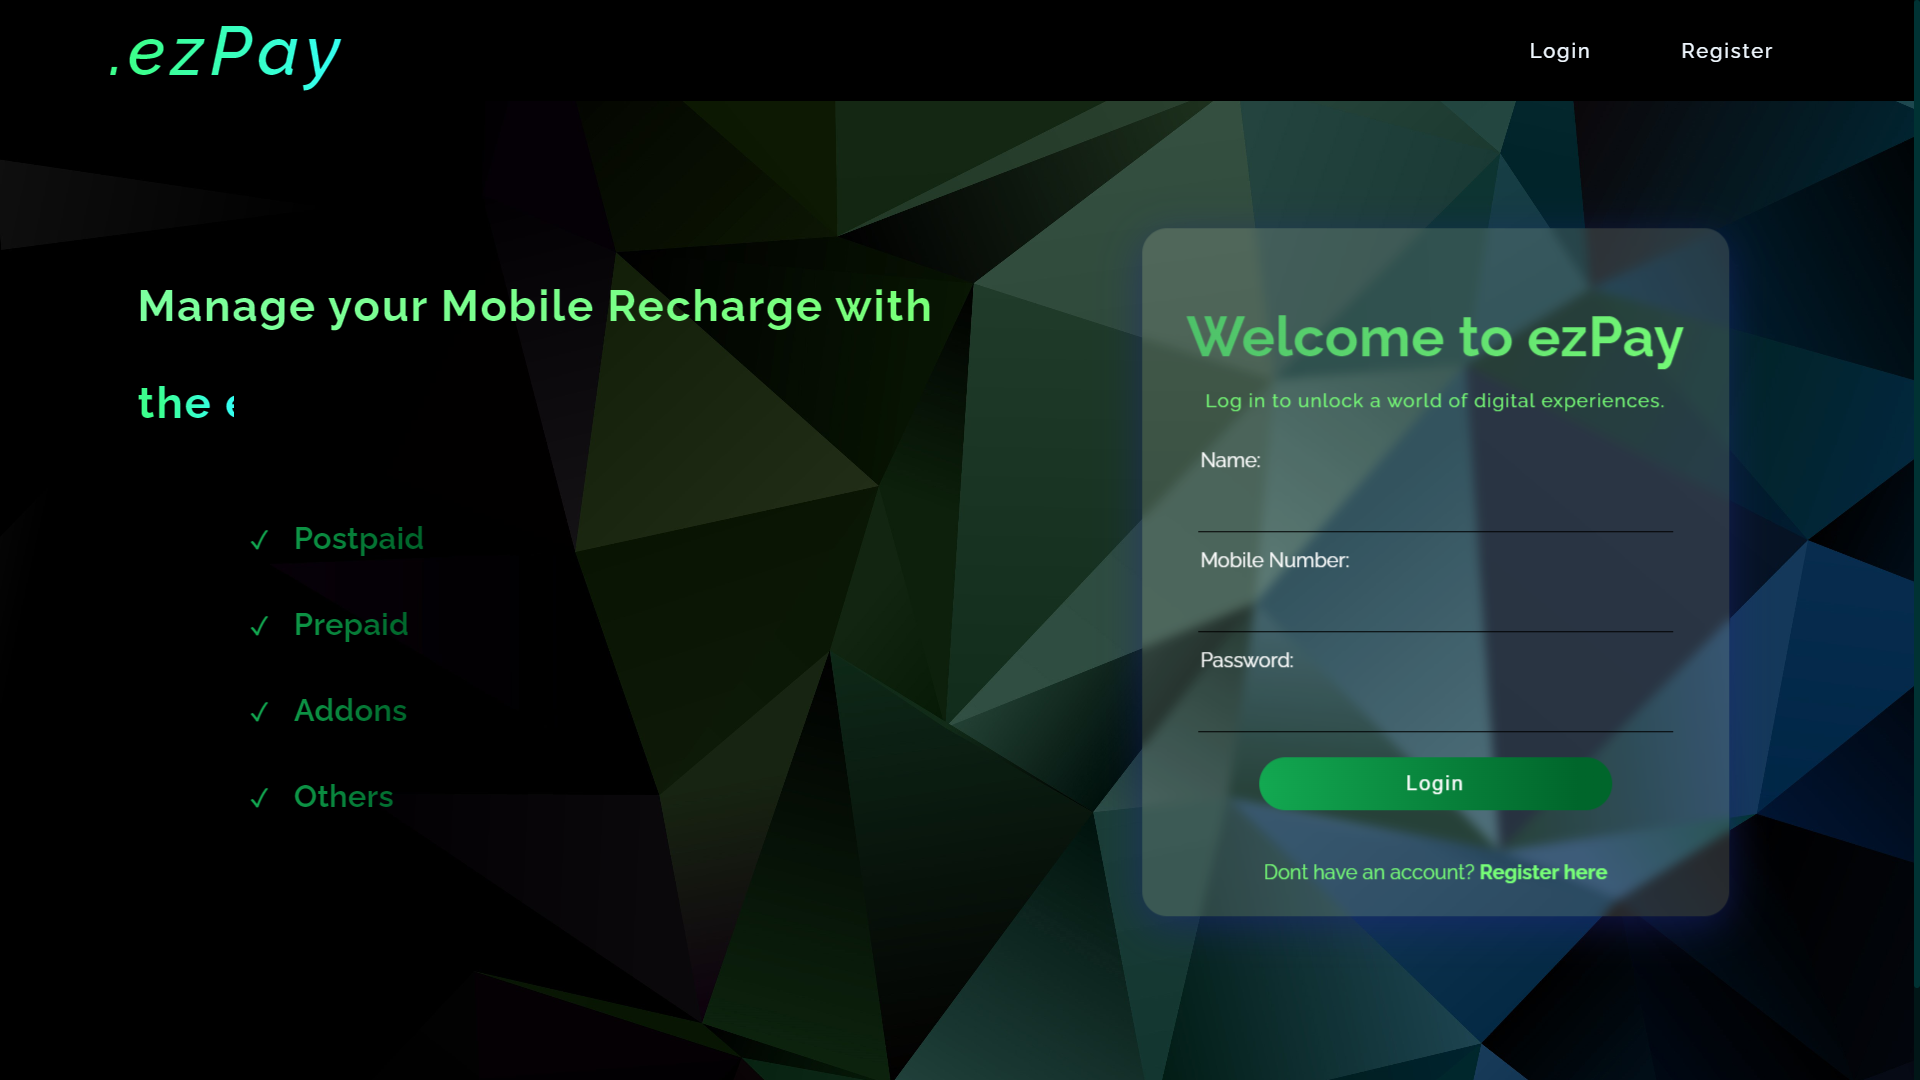 .ezPay
Login
Register
Manage your Mobile Recharge with
the
✓ Postpaid
✓ Prepaid
✓ Addons
✓ Others
Welcome to ezPay
Log in to unlock a world of digital experiences.
Name:
Mobile Number:
Password:
Login
Dont have an account? Register here